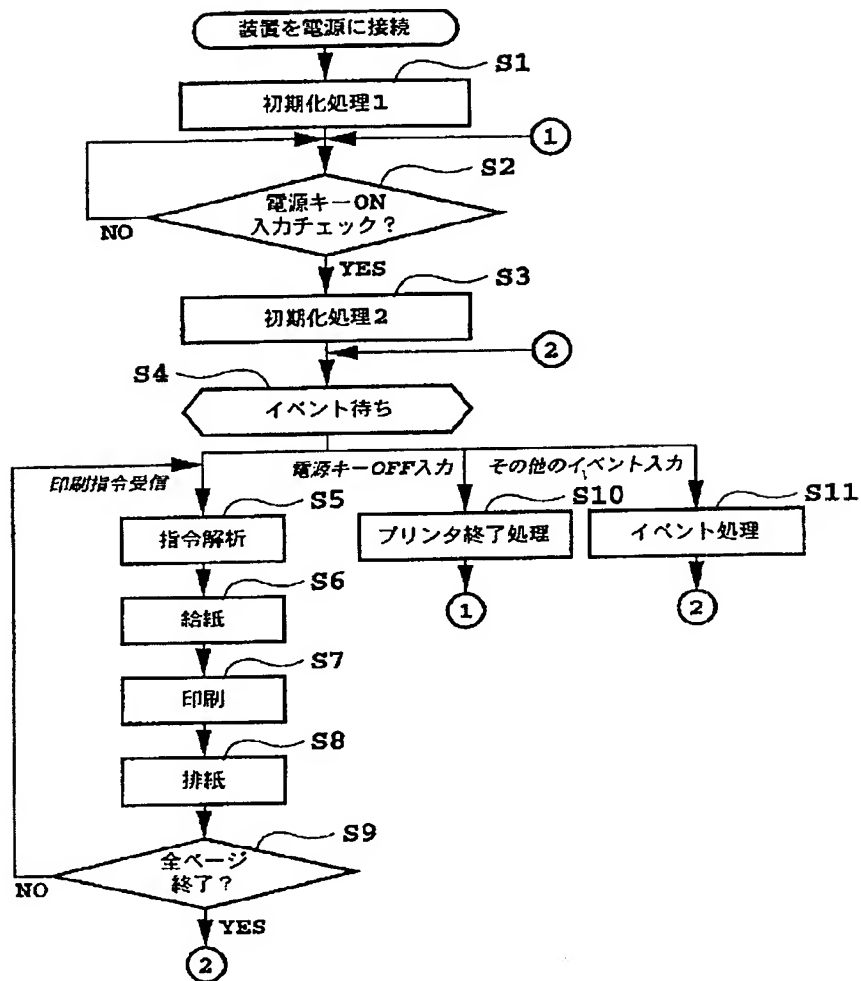 装置を電源に接続
S1
初期化処理1
1
S2
電源キーON
入力チェック?
NO
YES
S3
初期化処理2
2
S4
イベント待ち
印刷指令受信
電源キーOFF入力
その他のイベント入力
S5
指令解析
S10
プリンタ終了処理
S11
イベント処理
S6
給紙
1
2
S7
印刷
S8
排紙
S9
全ページ
終了?
NO
YES
2